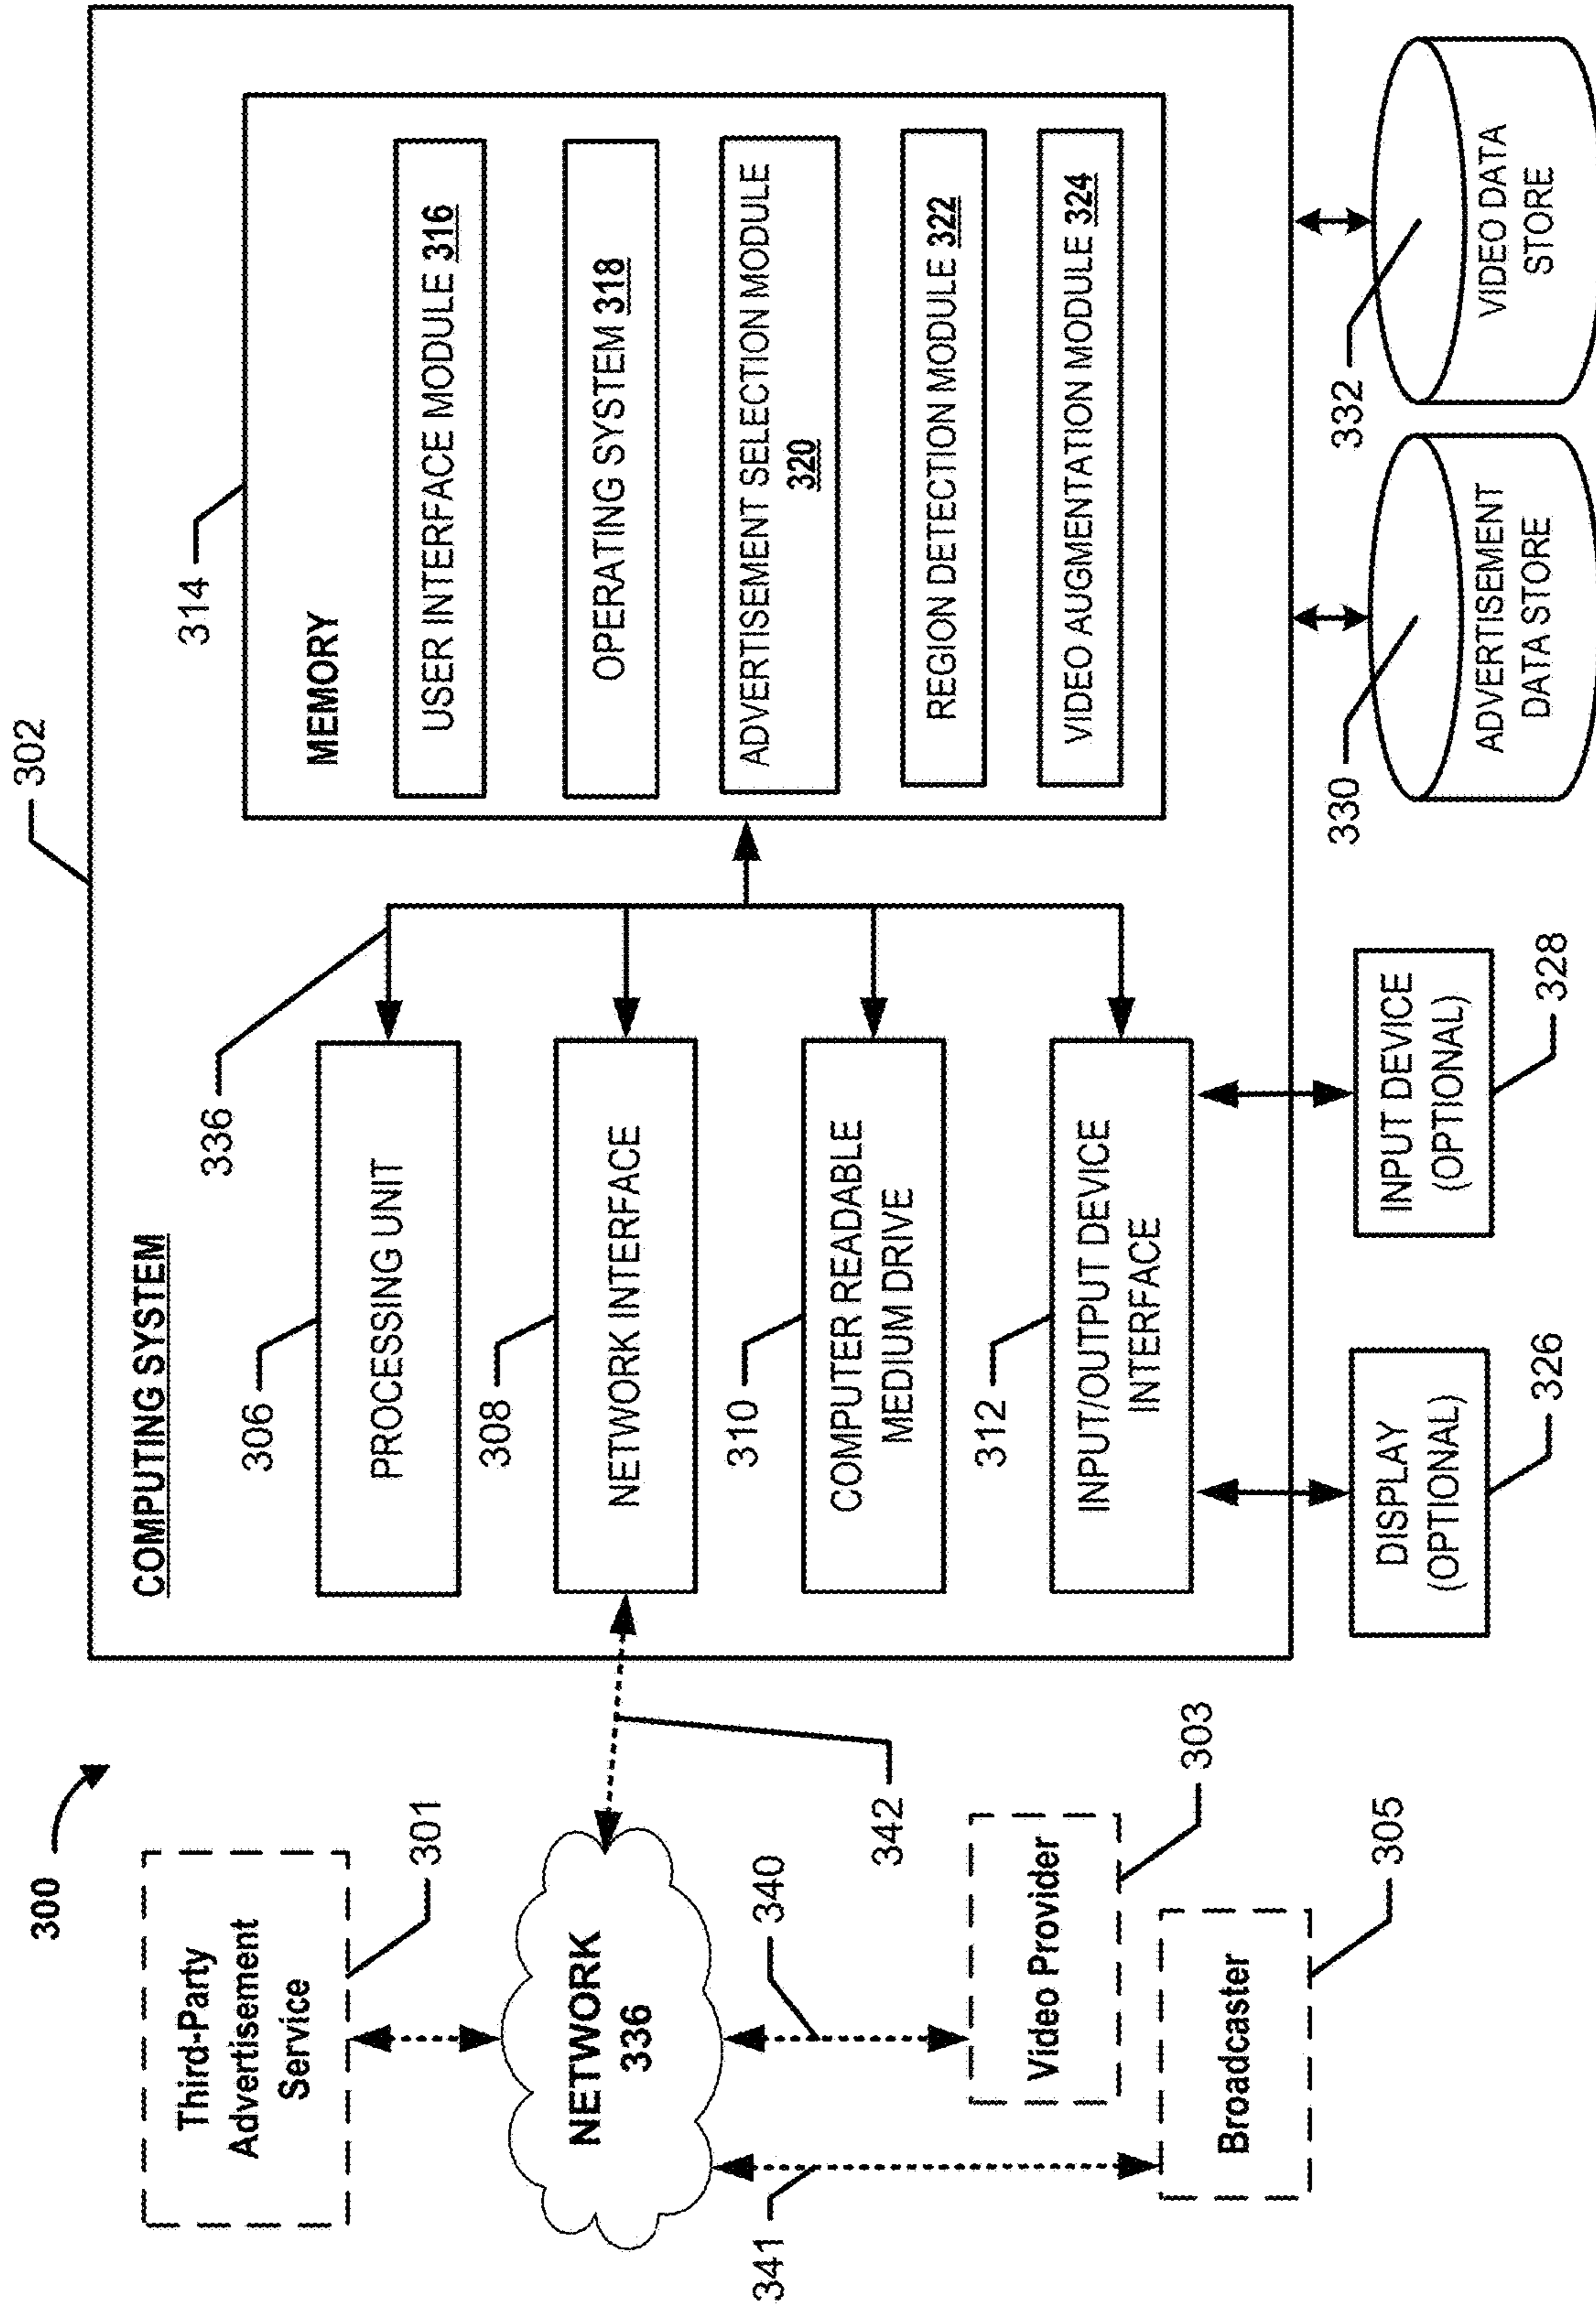 300
Third-Party
Advertisement
Service
301
NETWORK
336
340
341
342
Video Provider
303
Broadcaster
305
302
COMPUTING SYSTEM
306
PROCESSING UNIT
336
308
NETWORK INTERFACE
310
COMPUTER READABLE
MEDIUM DRIVE
312
INPUT/OUTPUT DEVICE
INTERFACE
314
MEMORY
USER INTERFACE MODULE 316
OPERATING SYSTEM 318
ADVERTISEMENT SELECTION MODULE
320
REGION DETECTION MODULE 322
VIDEO AUGMENTATION MODULE 324
DISPLAY
(OPTIONAL)
326
INPUT DEVICE
(OPTIONAL)
328
330
ADVERTISEMENT
DATA STORE
332
VIDEO DATA
STORE